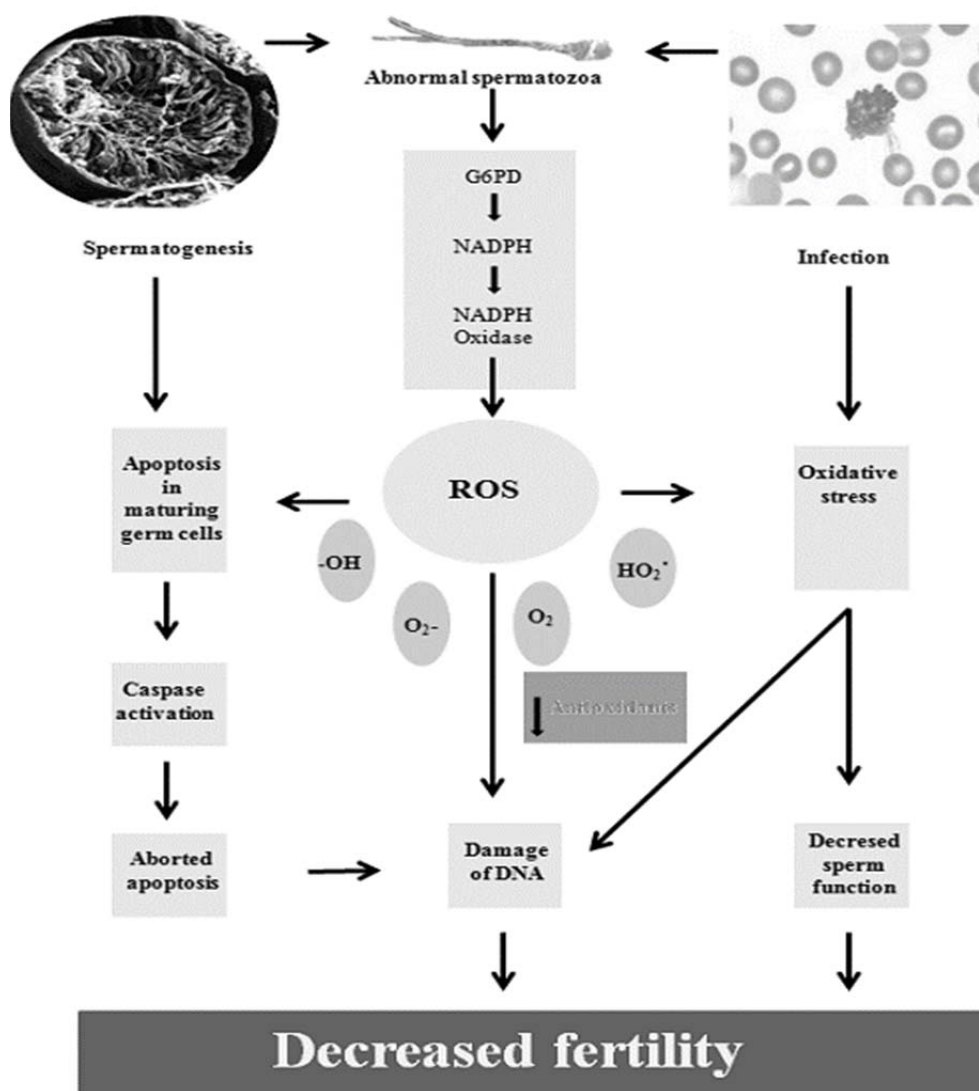 Abnormal spermatozoa
G6PD
NADPH
NADPH
Oxidase
Spermatogenesis
Infection
Apoptosis
in
maturing
germ cells
ROS
Oxidative
stress
-OH
O₂-
O₂
HO₂˙
Caspase
activation
Antioxidants
Aborted
apoptosis
Damage
of DNA
Decresed
sperm
function
Decreased fertility